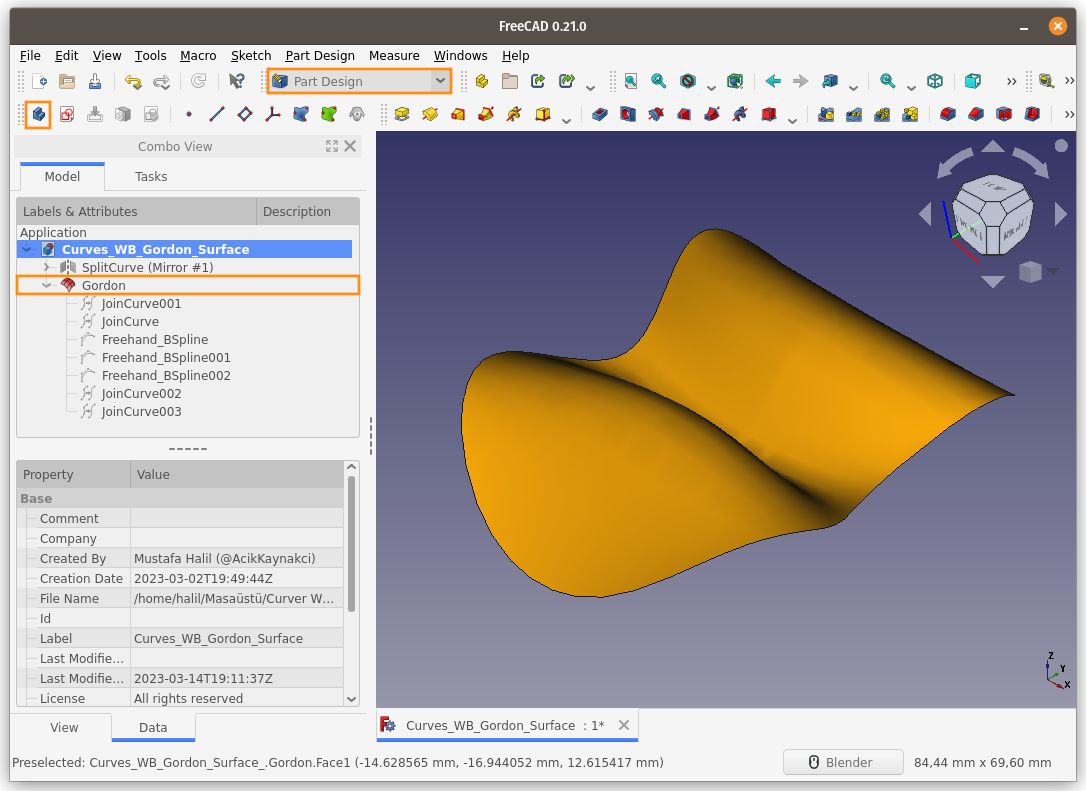 FreeCAD 0.21.0
File Edit View Tools Macro Sketch Part Design Measure Windows Help
Part Design
Combo View
Model Tasks
Labels & Attributes Description
Application
Curves_WB_Gordon_Surface
SplitCurve (Mirror #1)
Gordon
JoinCurve001
JoinCurve
Freehand_BSpline
Freehand_BSpline001
Freehand_BSpline002
JoinCurve002
JoinCurve003
Property Value
Base
Comment
Company
Created By Mustafa Halil (@AcikKaynakci)
Creation Date 2023-03-02T19:49:44Z
File Name /home/halil/Masaüstü/Curver W...
Id
Label Curves_WB_Gordon_Surface
Last Modifie...
Last Modifie... 2023-03-14T19:11:37Z
License All rights reserved
View Data
Z
Y
X
Curves_WB_Gordon_Surface : 1*
Preselected: Curves_WB_Gordon_Surface_.Gordon.Face1 (-14.628565 mm, -16.944052 mm, 12.615417 mm) Blender 84,44 mm x 69,60 mm